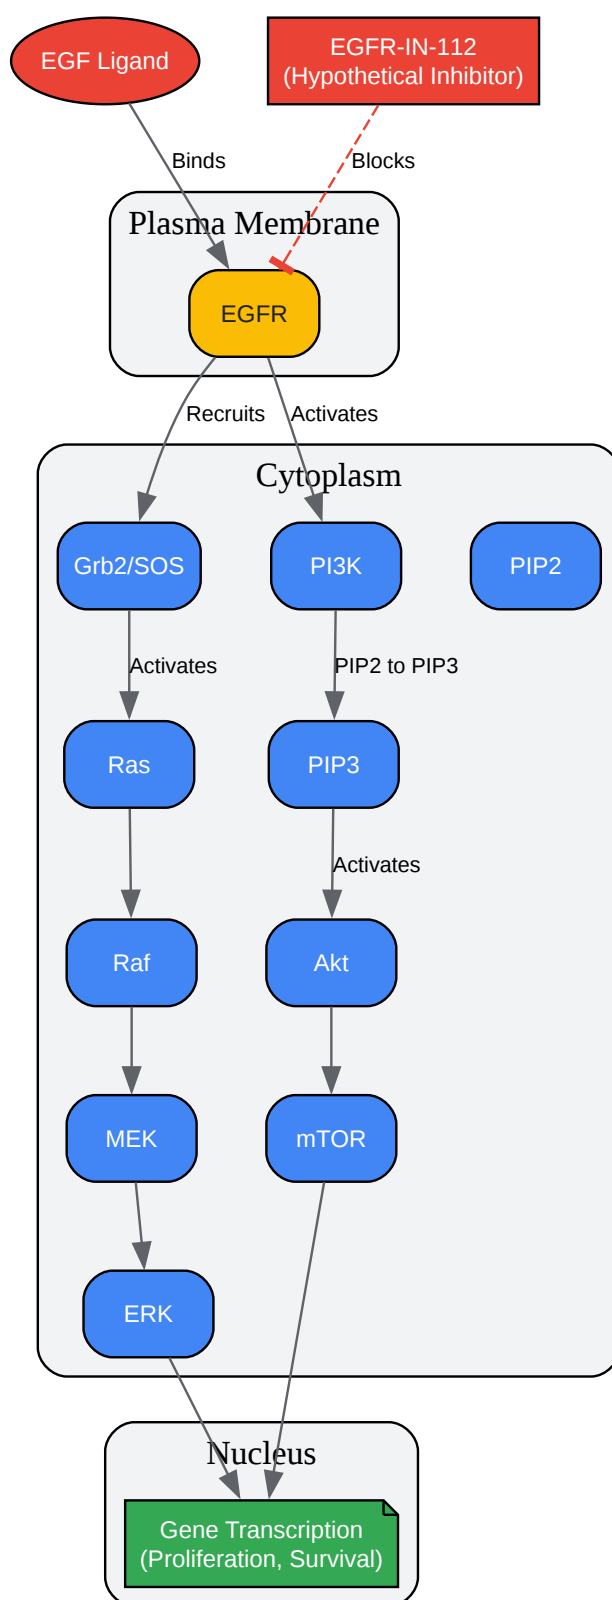 EGF Ligand
EGFR-IN-112
(Hypothetical Inhibitor)
Binds
Blocks
Plasma Membrane
EGFR
Recruits
Activates
Cytoplasm
Grb2/SOS
PI3K
PIP2
Activates
PIP2 to PIP3
Ras
PIP3
Activates
Raf
Akt
MEK
mTOR
ERK
Nucleus
Gene Transcription
(Proliferation, Survival)